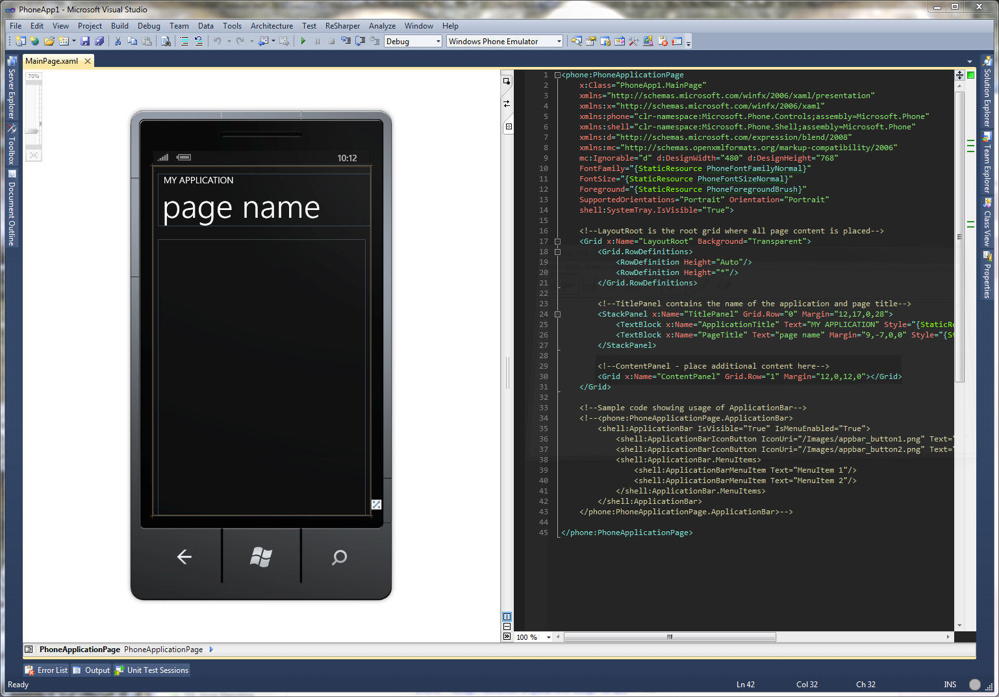 PhoneApp1 - Microsoft Visual Studio
File Edit View Project Build Debug Team Data Tools Architecture Test ReSharper Analyze Window Help
Debug Windows Phone Emulator
MainPage.xaml
Server Explorer
Toolbox
Document Outline
70%
10:12
MY APPLICATION
page name
1 <phone:PhoneApplicationPage
2 x:Class="PhoneApp1.MainPage"
3 xmlns="http://schemas.microsoft.com/winfx/2006/xaml/presentation"
4 xmlns:x="http://schemas.microsoft.com/winfx/2006/xaml"
5 xmlns:phone="clr-namespace:Microsoft.Phone.Controls;assembly=Microsoft.Phone"
6 xmlns:shell="clr-namespace:Microsoft.Phone.Shell;assembly=Microsoft.Phone"
7 xmlns:d="http://schemas.microsoft.com/expression/blend/2008"
8 xmlns:mc="http://schemas.openxmlformats.org/markup-compatibility/2006"
9 mc:Ignorable="d" d:DesignWidth="480" d:DesignHeight="768"
10 FontFamily="{StaticResource PhoneFontFamilyNormal}"
11 FontSize="{StaticResource PhoneFontSizeNormal}"
12 Foreground="{StaticResource PhoneForegroundBrush}"
13 SupportedOrientations="Portrait" Orientation="Portrait"
14 shell:SystemTray.IsVisible="True">
15
16 <!--LayoutRoot is the root grid where all page content is placed-->
17 <Grid x:Name="LayoutRoot" Background="Transparent">
18 <Grid.RowDefinitions>
19 <RowDefinition Height="Auto"/>
20 <RowDefinition Height="*"/>
21 </Grid.RowDefinitions>
22
23 <!--TitlePanel contains the name of the application and page title-->
24 <StackPanel x:Name="TitlePanel" Grid.Row="0" Margin="12,17,0,28">
25 <TextBlock x:Name="ApplicationTitle" Text="MY APPLICATION" Style="{StaticRe
26 <TextBlock x:Name="PageTitle" Text="page name" Margin="9,-7,0,0" Style="{St
27 </StackPanel>
28
29 <!--ContentPanel - place additional content here-->
30 <Grid x:Name="ContentPanel" Grid.Row="1" Margin="12,0,12,0"></Grid>
31 </Grid>
32
33 <!--Sample code showing usage of ApplicationBar-->
34 <!--<phone:PhoneApplicationPage.ApplicationBar>
35 <shell:ApplicationBar IsVisible="True" IsMenuEnabled="True">
36 <shell:ApplicationBarIconButton IconUri="/Images/appbar_button1.png" Text="
37 <shell:ApplicationBarIconButton IconUri="/Images/appbar_button2.png" Text="
38 <shell:ApplicationBar.MenuItems>
39 <shell:ApplicationBarMenuItem Text="MenuItem 1"/>
40 <shell:ApplicationBarMenuItem Text="MenuItem 2"/>
41 </shell:ApplicationBar.MenuItems>
42 </shell:ApplicationBar>
43 </phone:PhoneApplicationPage.ApplicationBar>-->
44
45 </phone:PhoneApplicationPage>
100 %
Solution Explorer
Team Explorer
Class View
Properties
PhoneApplicationPage PhoneApplicationPage
Error List Output Unit Test Sessions
Ready Ln 42 Col 32 Ch 32 INS